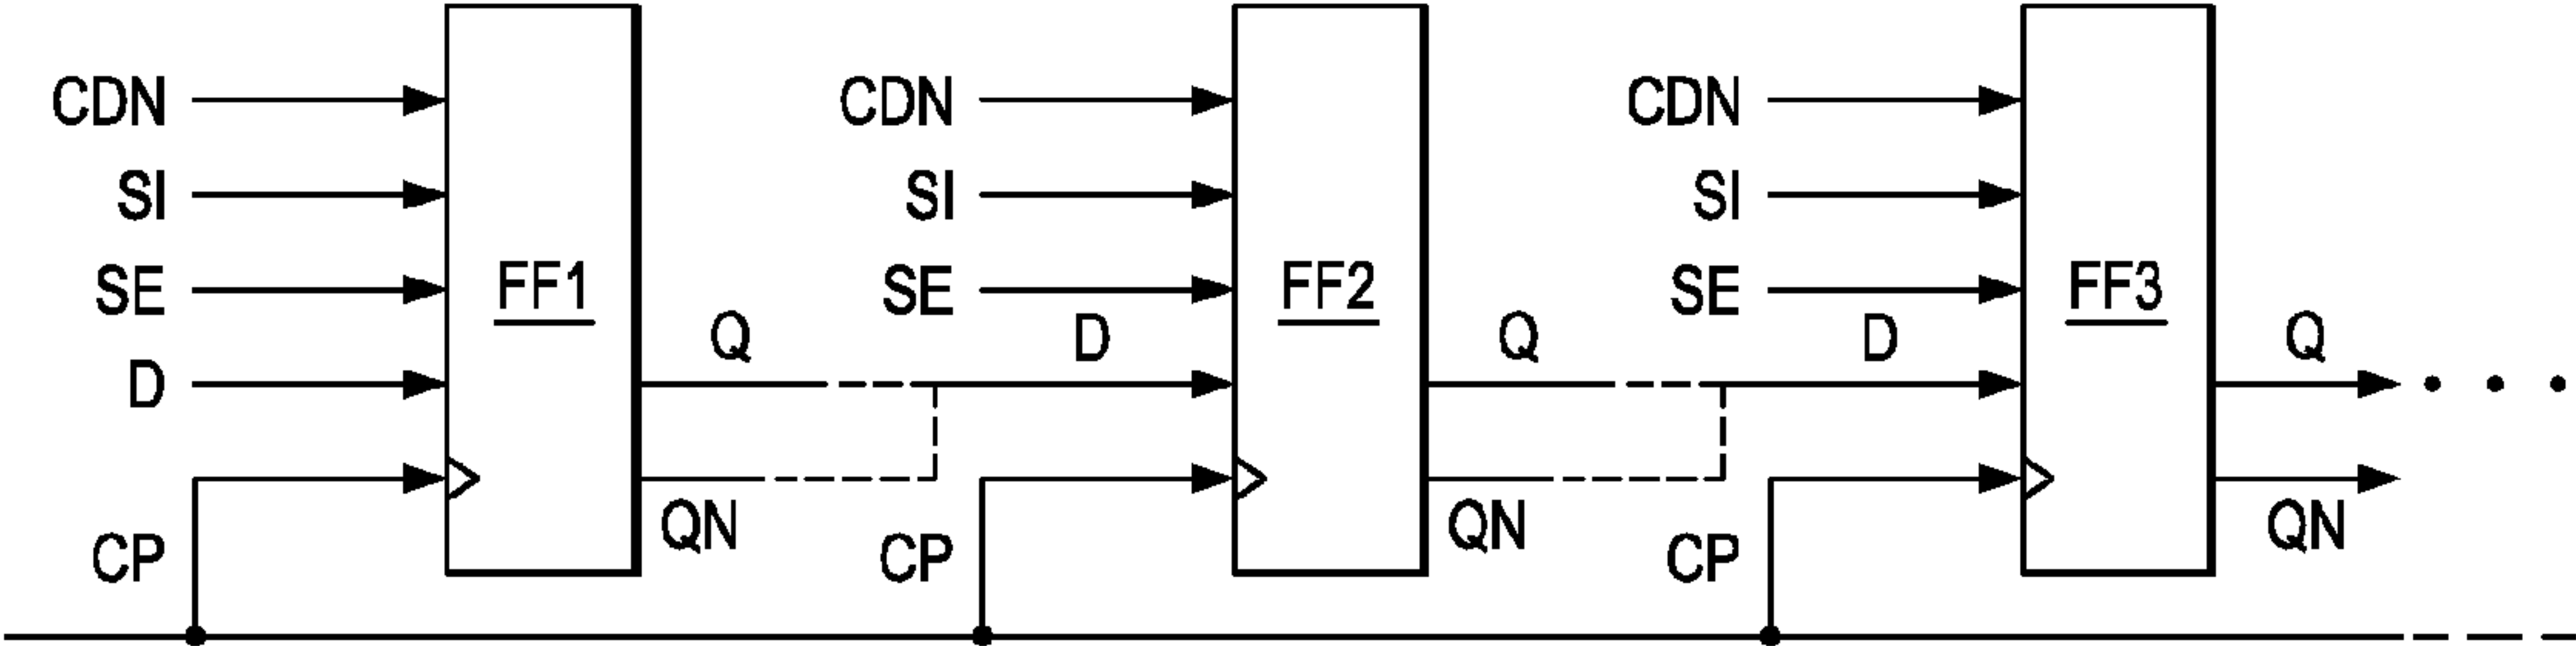 CDN CDN CDN
SI SI SI
SE FF1 SE FF2 SE FF3
Q D Q D Q
D
QN QN QN
CP CP CP